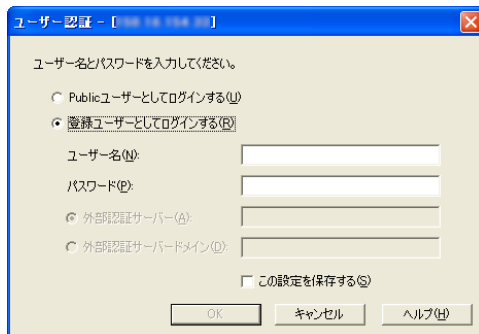 ユーザー認証 - [
ユーザー名とパスワードを入力してください。
Publicユーザーとしてログインする(U)
登録ユーザーとしてログインする(R)
ユーザー名(N):
パスワード(P):
外部認証サーバー(A):
外部認証サーバードメイン(D):
この設定を保存する(S)
OK キャンセル ヘルプ(H)